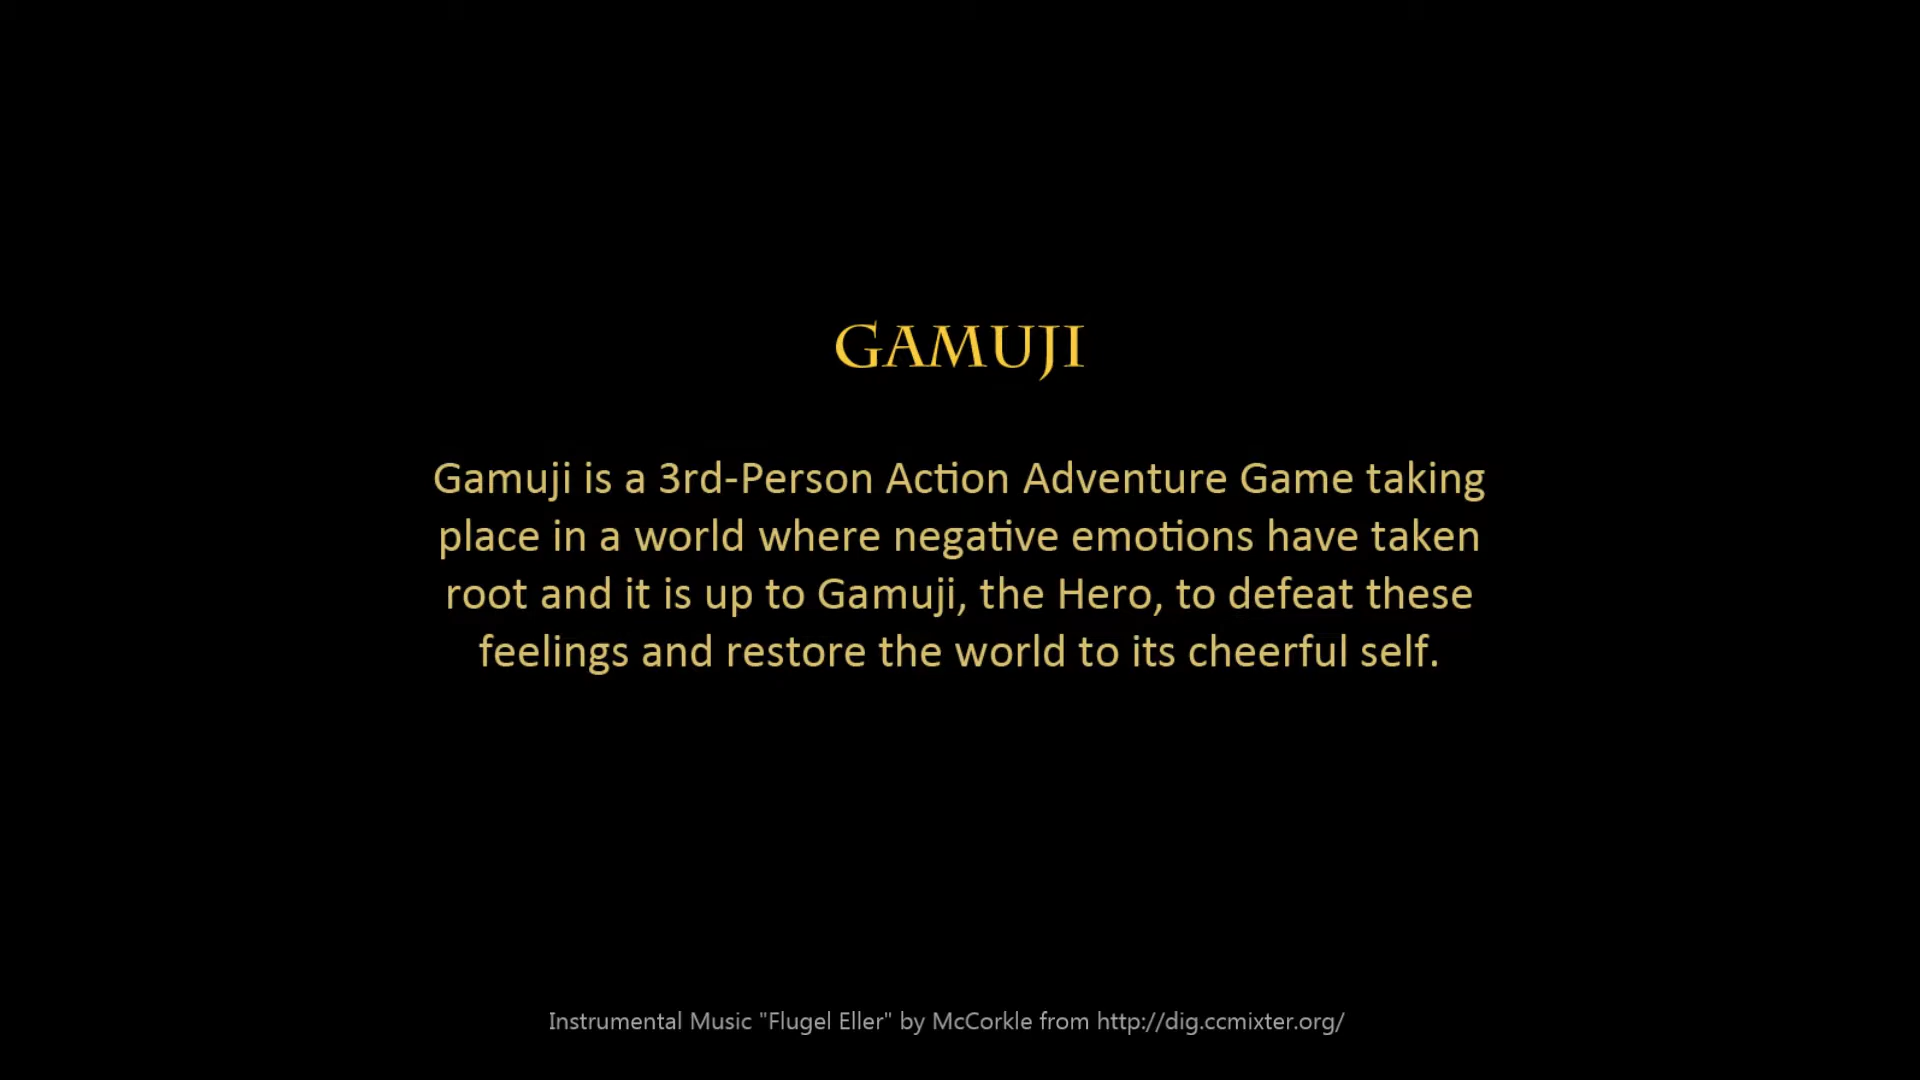 GAMUJI
Gamuji is a 3rd-Person Action Adventure Game taking
place in a world where negative emotions have taken
root and it is up to Gamuji, the Hero, to defeat these
feelings and restore the world to its cheerful self.
Instrumental Music "Flugel Eller" by McCorkle from http://dig.ccmixter.org/